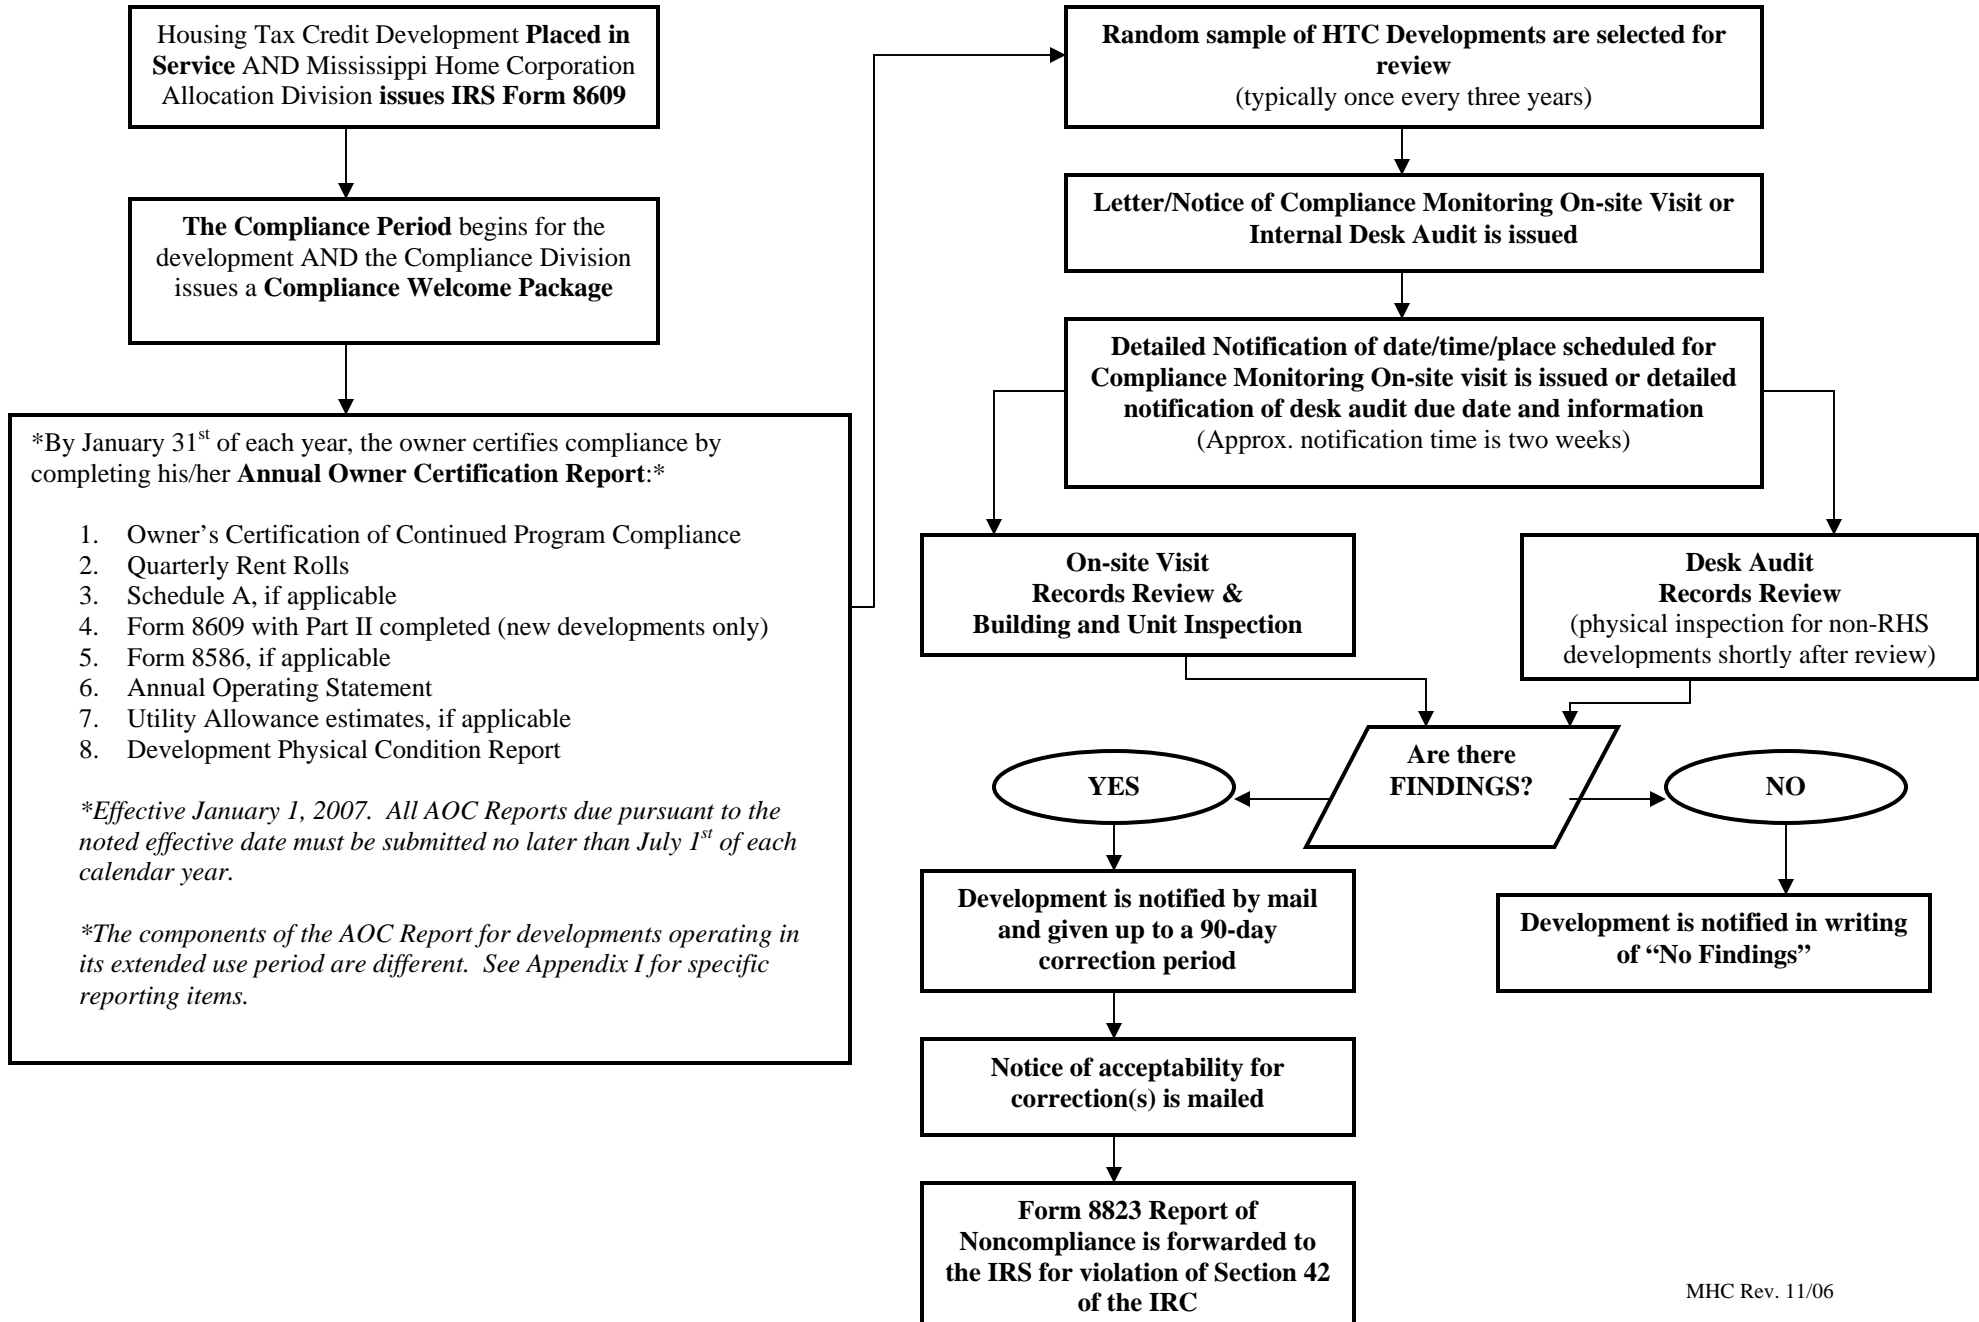 Housing Tax Credit Development Placed in
Service AND Mississippi Home Corporation
Allocation Division issues IRS Form 8609
The Compliance Period begins for the
development AND the Compliance Division
issues a Compliance Welcome Package
*By January 31st of each year, the owner certifies compliance by
completing his/her Annual Owner Certification Report:*
1. Owner’s Certification of Continued Program Compliance
2. Quarterly Rent Rolls
3. Schedule A, if applicable
4. Form 8609 with Part II completed (new developments only)
5. Form 8586, if applicable
6. Annual Operating Statement
7. Utility Allowance estimates, if applicable
8. Development Physical Condition Report
*Effective January 1, 2007. All AOC Reports due pursuant to the
noted effective date must be submitted no later than July 1st of each
calendar year.
*The components of the AOC Report for developments operating in
its extended use period are different. See Appendix I for specific
reporting items.
Random sample of HTC Developments are selected for
review
(typically once every three years)
Letter/Notice of Compliance Monitoring On-site Visit or
Internal Desk Audit is issued
Detailed Notification of date/time/place scheduled for
Compliance Monitoring On-site visit is issued or detailed
notification of desk audit due date and information
(Approx. notification time is two weeks)
On-site Visit
Records Review &
Building and Unit Inspection
Desk Audit
Records Review
(physical inspection for non-RHS
developments shortly after review)
Are there
FINDINGS?
YES
NO
Development is notified by mail
and given up to a 90-day
correction period
Development is notified in writing
of “No Findings”
Notice of acceptability for
correction(s) is mailed
Form 8823 Report of
Noncompliance is forwarded to
the IRS for violation of Section 42
of the IRC
MHC Rev. 11/06